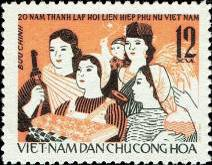 20 NĂM THÀNH LẬP HỘI LIÊN HIỆP PHỤ NỮ VIỆT NAM
BƯU CHÍNH
12
XU
VIỆT-NAM DÂN CHỦ CỘNG HÒA